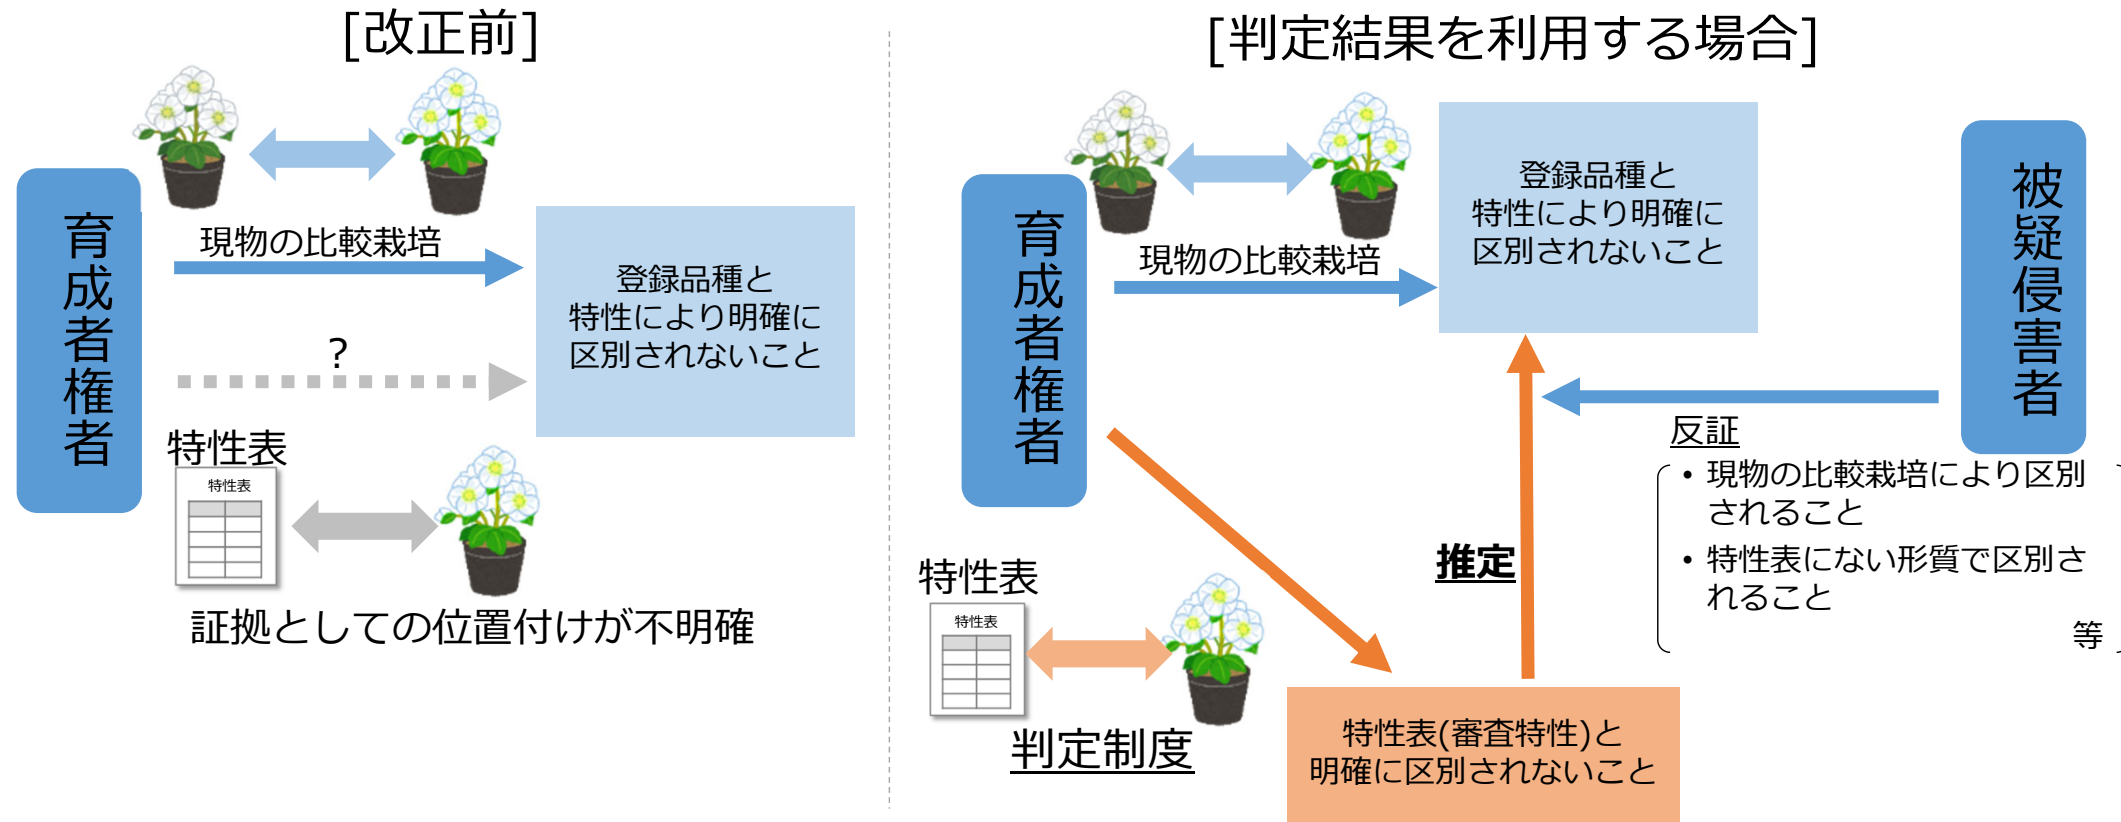 [改正前]
育成者権者
現物の比較栽培
登録品種と
特性により明確に
区別されないこと
?
特性表
特性表
証拠としての位置付けが不明確
[判定結果を利用する場合]
育成者権者
現物の比較栽培
登録品種と
特性により明確に
区別されないこと
被疑侵害者
反証
• 現物の比較栽培により区別
されること
• 特性表にない形質で区別さ
れること
等
推定
特性表
特性表
判定制度
特性表(審査特性)と
明確に区別されないこと